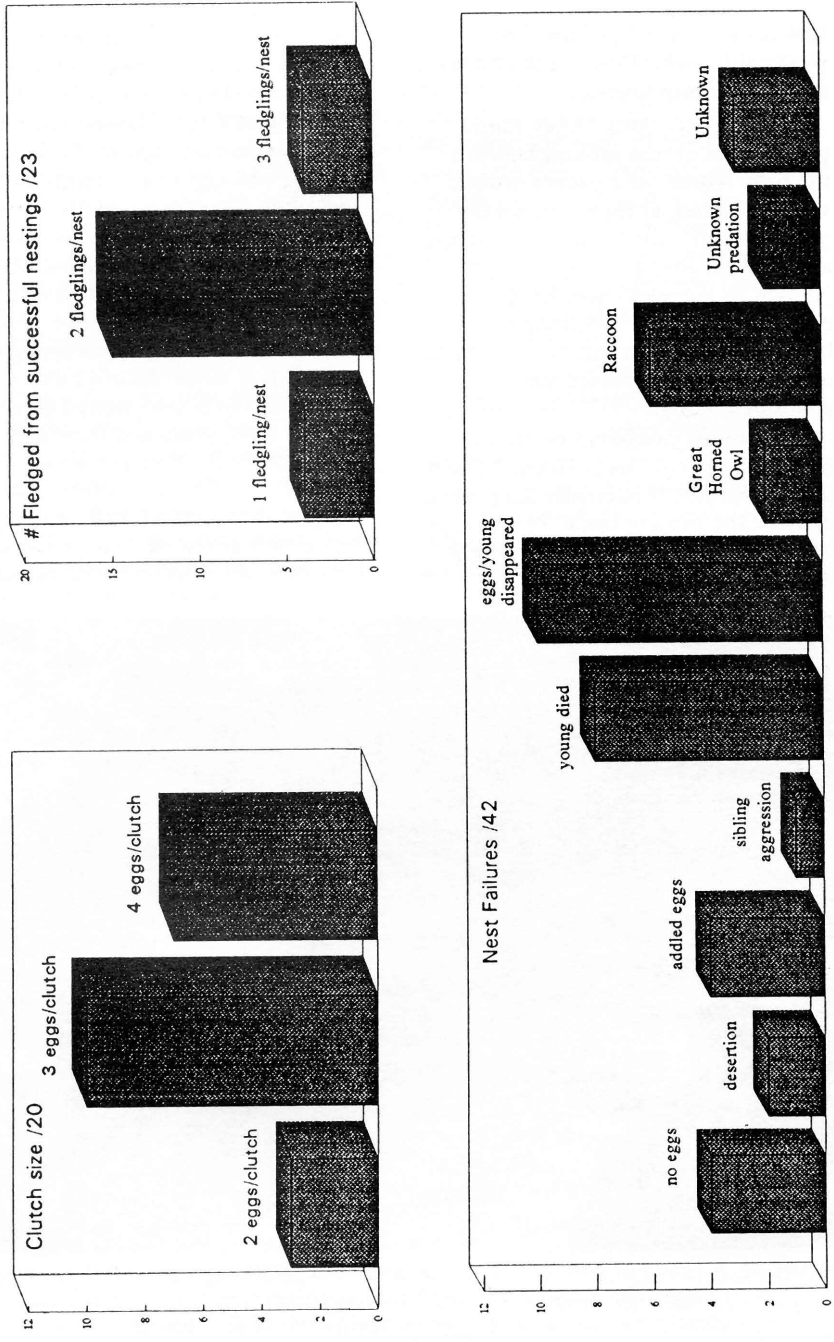 Clutch size /20
12
10
8
6
4
2
0
2 eggs/clutch
3 eggs/clutch
4 eggs/clutch
# Fledged from successful nestings /23
20
15
10
5
0
1 fledgling/nest
2 fledglings/nest
3 fledglings/nest
Nest Failures /42
12
10
8
6
4
2
0
no eggs
desertion
addled eggs
sibling
aggression
young died
eggs/young
disappeared
Great
Horned
Owl
Raccoon
Unknown
predation
Unknown